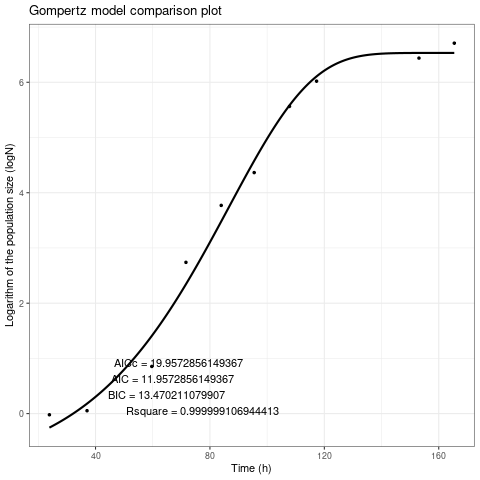 Gompertz model comparison plot
Logarithm of the population size (logN)
6
4
2
0
AICc = 19.9572856149367
AIC = 11.9572856149367
BIC = 13.470211079907
Rsquare = 0.999999106944413
40
80
120
160
Time (h)